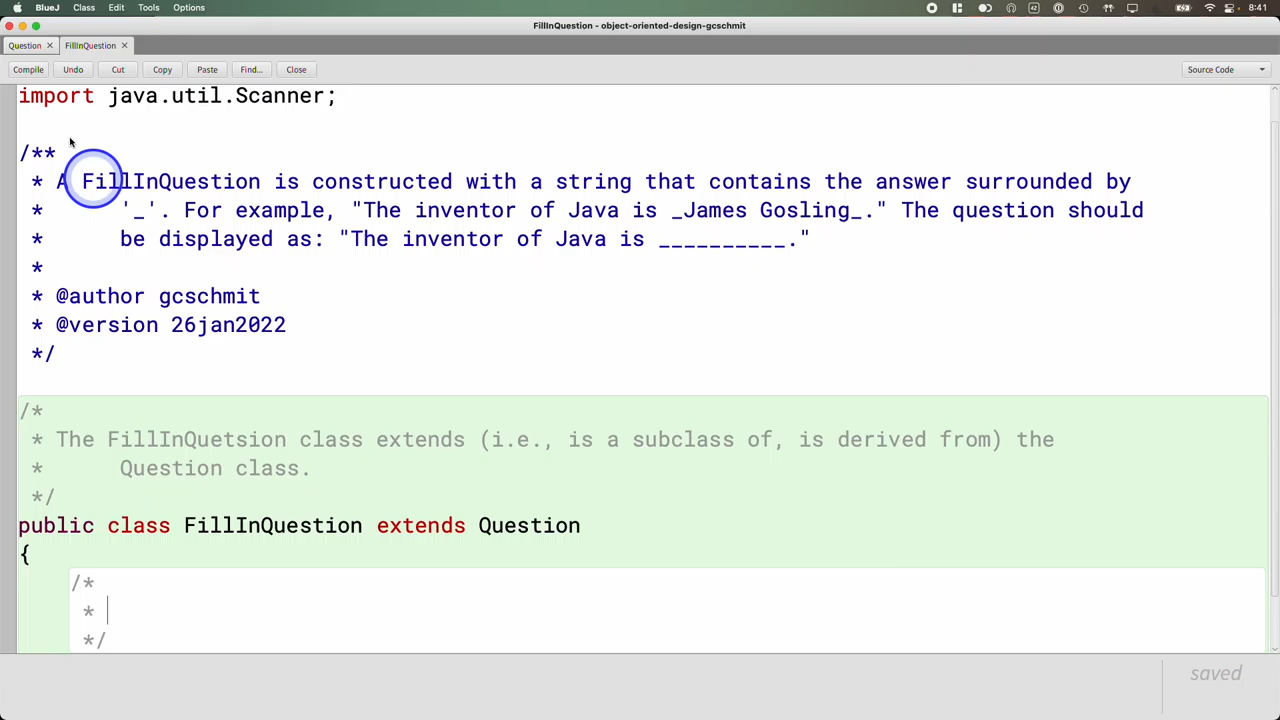 BlueJ Class Edit Tools Options 8:41
FillInQuestion - object-oriented-design-gcschmit
Question FillInQuestion
Compile Undo Cut Copy Paste Find... Close Source Code
import java.util.Scanner;
/**
* A FillInQuestion is constructed with a string that contains the answer surrounded by
* '_'. For example, "The inventor of Java is _James Gosling_." The question should
* be displayed as: "The inventor of Java is __________."
*
* @author gcschmit
* @version 26jan2022
*/
/*
* The FillInQuetsion class extends (i.e., is a subclass of, is derived from) the
* Question class.
*/
public class FillInQuestion extends Question
{
/*
*
*/
saved